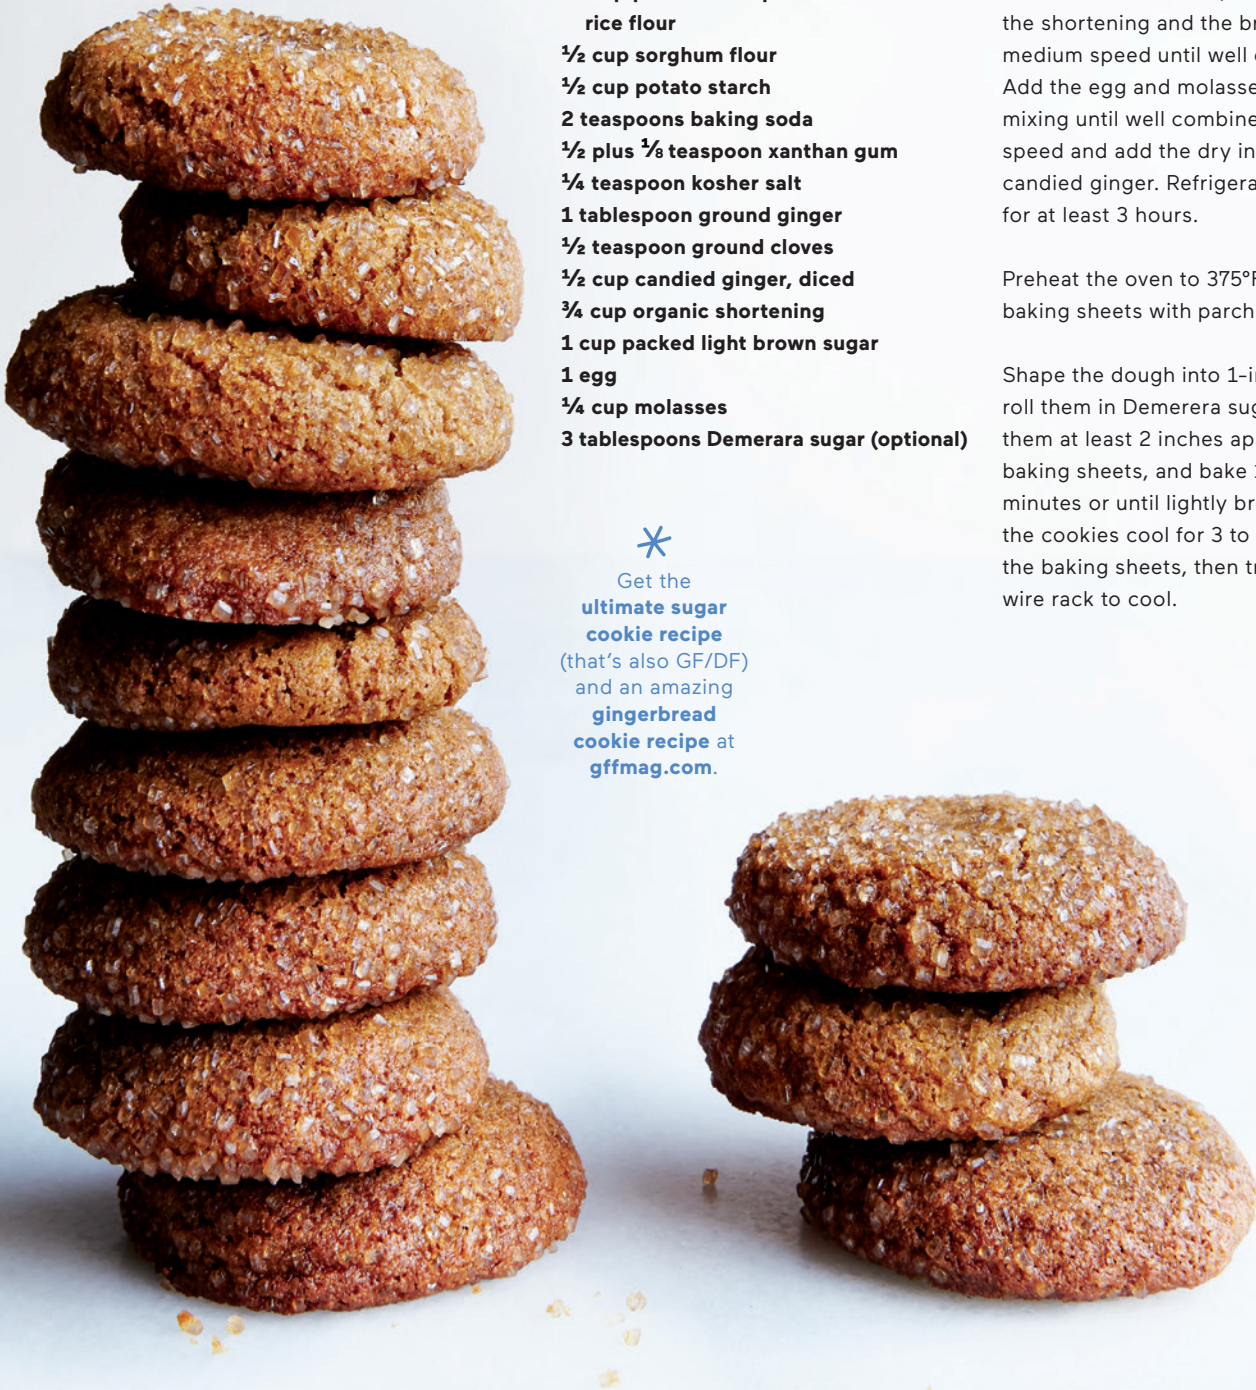 rice flour
½ cup sorghum flour
½ cup potato starch
2 teaspoons baking soda
½ plus ⅛ teaspoon xanthan gum
¼ teaspoon kosher salt
1 tablespoon ground ginger
½ teaspoon ground cloves
½ cup candied ginger, diced
¾ cup organic shortening
1 cup packed light brown sugar
1 egg
¼ cup molasses
3 tablespoons Demerara sugar (optional)
Get the
ultimate sugar
cookie recipe
(that's also GF/DF)
and an amazing
gingerbread
cookie recipe at
gffmag.com.
the shortening and the
medium speed until well
Add the egg and
mixing until well
speed and add the dry
candied ginger.
for at least 3 hours.
Preheat the oven to 375°
baking sheets with
Shape the dough into
roll them in Demerera
them at least 2 inches
baking sheets, and bake
minutes or until lightly
the cookies cool for 3 to
the baking sheets, then
wire rack to cool.